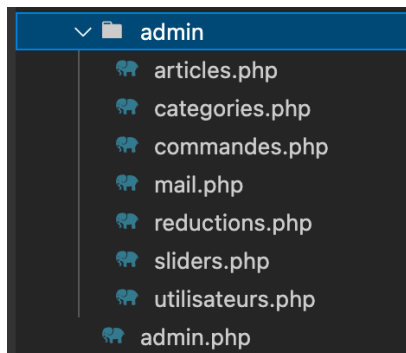 admin
articles.php
categories.php
commandes.php
mail.php
reductions.php
sliders.php
utilisateurs.php
admin.php